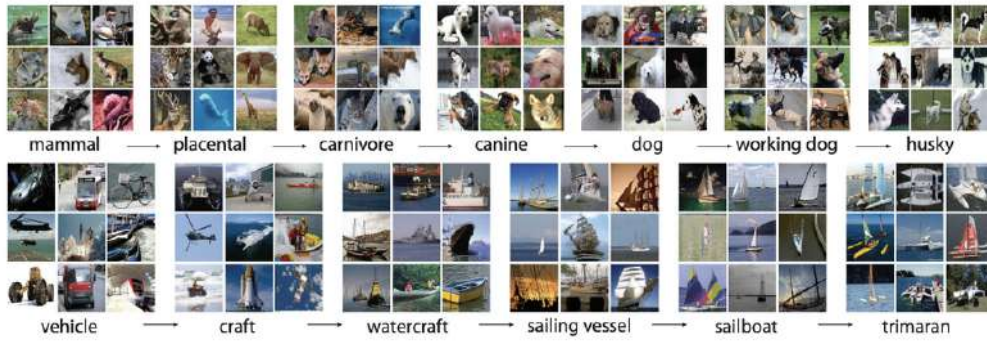 mammal → placental → carnivore → canine → dog → working dog → husky
vehicle → craft → watercraft → sailing vessel → sailboat → trimaran